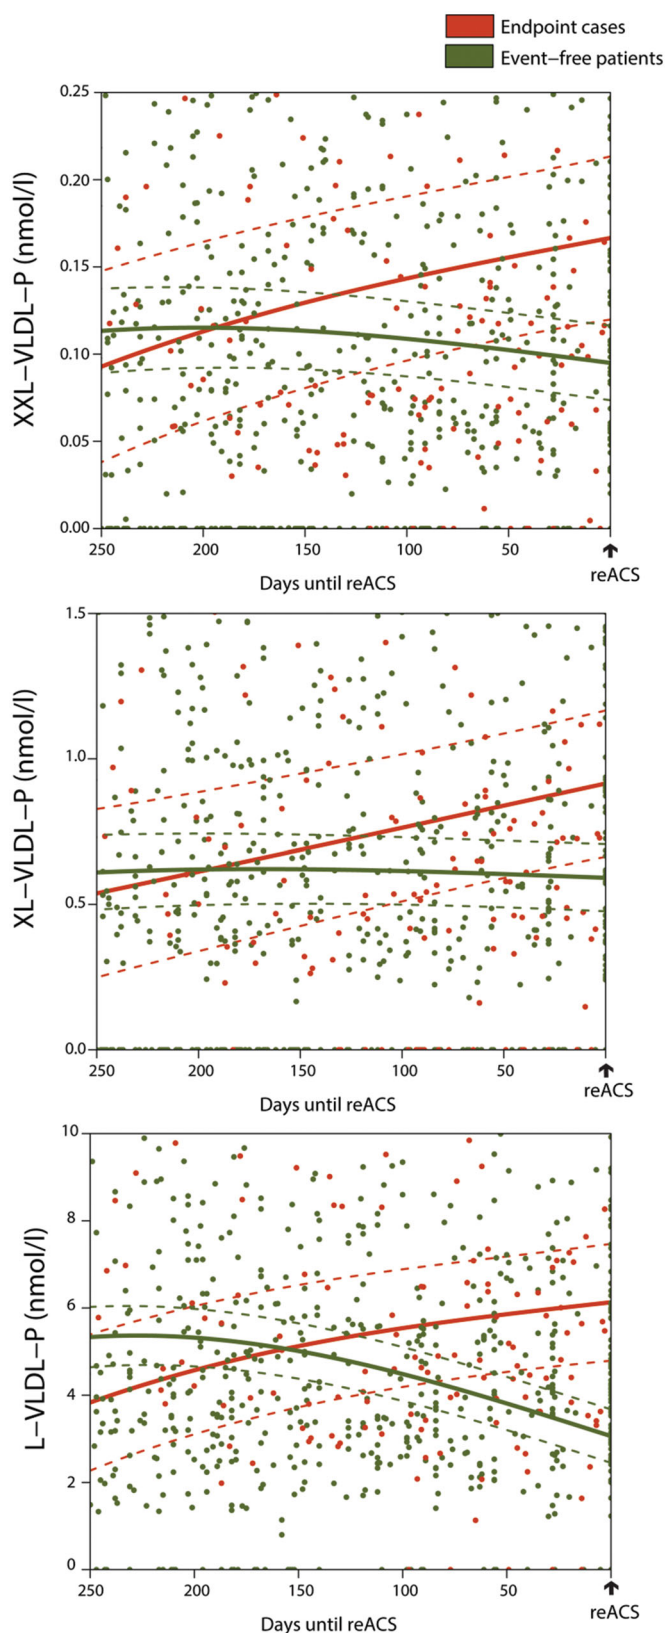 Endpoint cases
Event–free patients
XXL–VLDL–P (nmol/l)
0.25
0.20
0.15
0.10
0.05
0.00
250 200 150 100 50
reACS
Days until reACS
XL–VLDL–P (nmol/l)
1.5
1.0
0.5
0.0
250 200 150 100 50
reACS
Days until reACS
L–VLDL–P (nmol/l)
10
8
6
4
2
0
250 200 150 100 50
reACS
Days until reACS